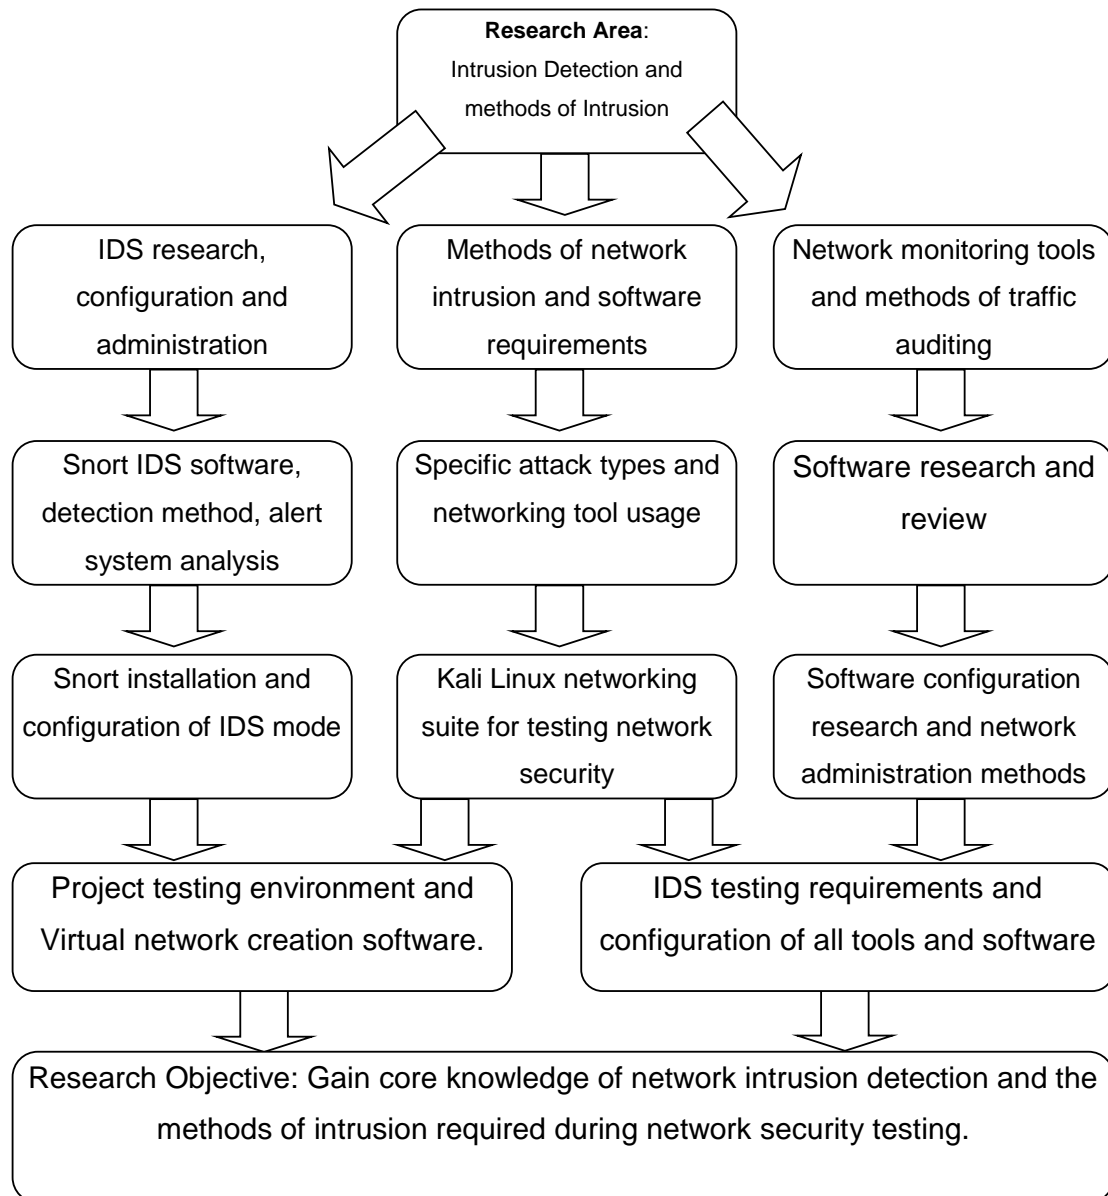 Research Area:
Intrusion Detection and
methods of Intrusion
IDS research,
configuration and
administration
Methods of network
intrusion and software
requirements
Network monitoring tools
and methods of traffic
auditing
Snort IDS software,
detection method, alert
system analysis
Specific attack types and
networking tool usage
Software research and
review
Snort installation and
configuration of IDS mode
Kali Linux networking
suite for testing network
security
Software configuration
research and network
administration methods
Project testing environment and
Virtual network creation software.
IDS testing requirements and
configuration of all tools and software
Research Objective: Gain core knowledge of network intrusion detection and the
methods of intrusion required during network security testing.